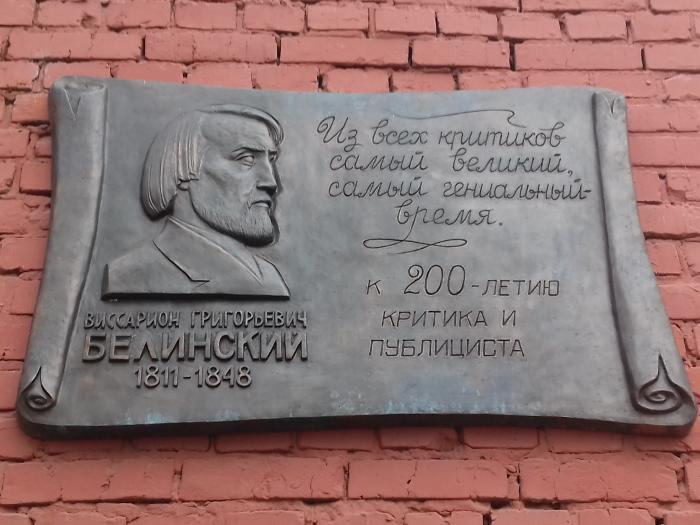 Из всех критиков
самый великий,
самый гениальный-
время.
К 200-ЛЕТИЮ
КРИТИКА И
ПУБЛИЦИСТА
ВИССАРИОН ГРИГОРЬЕВИЧ
БЕЛИНСКИЙ
1811-1848